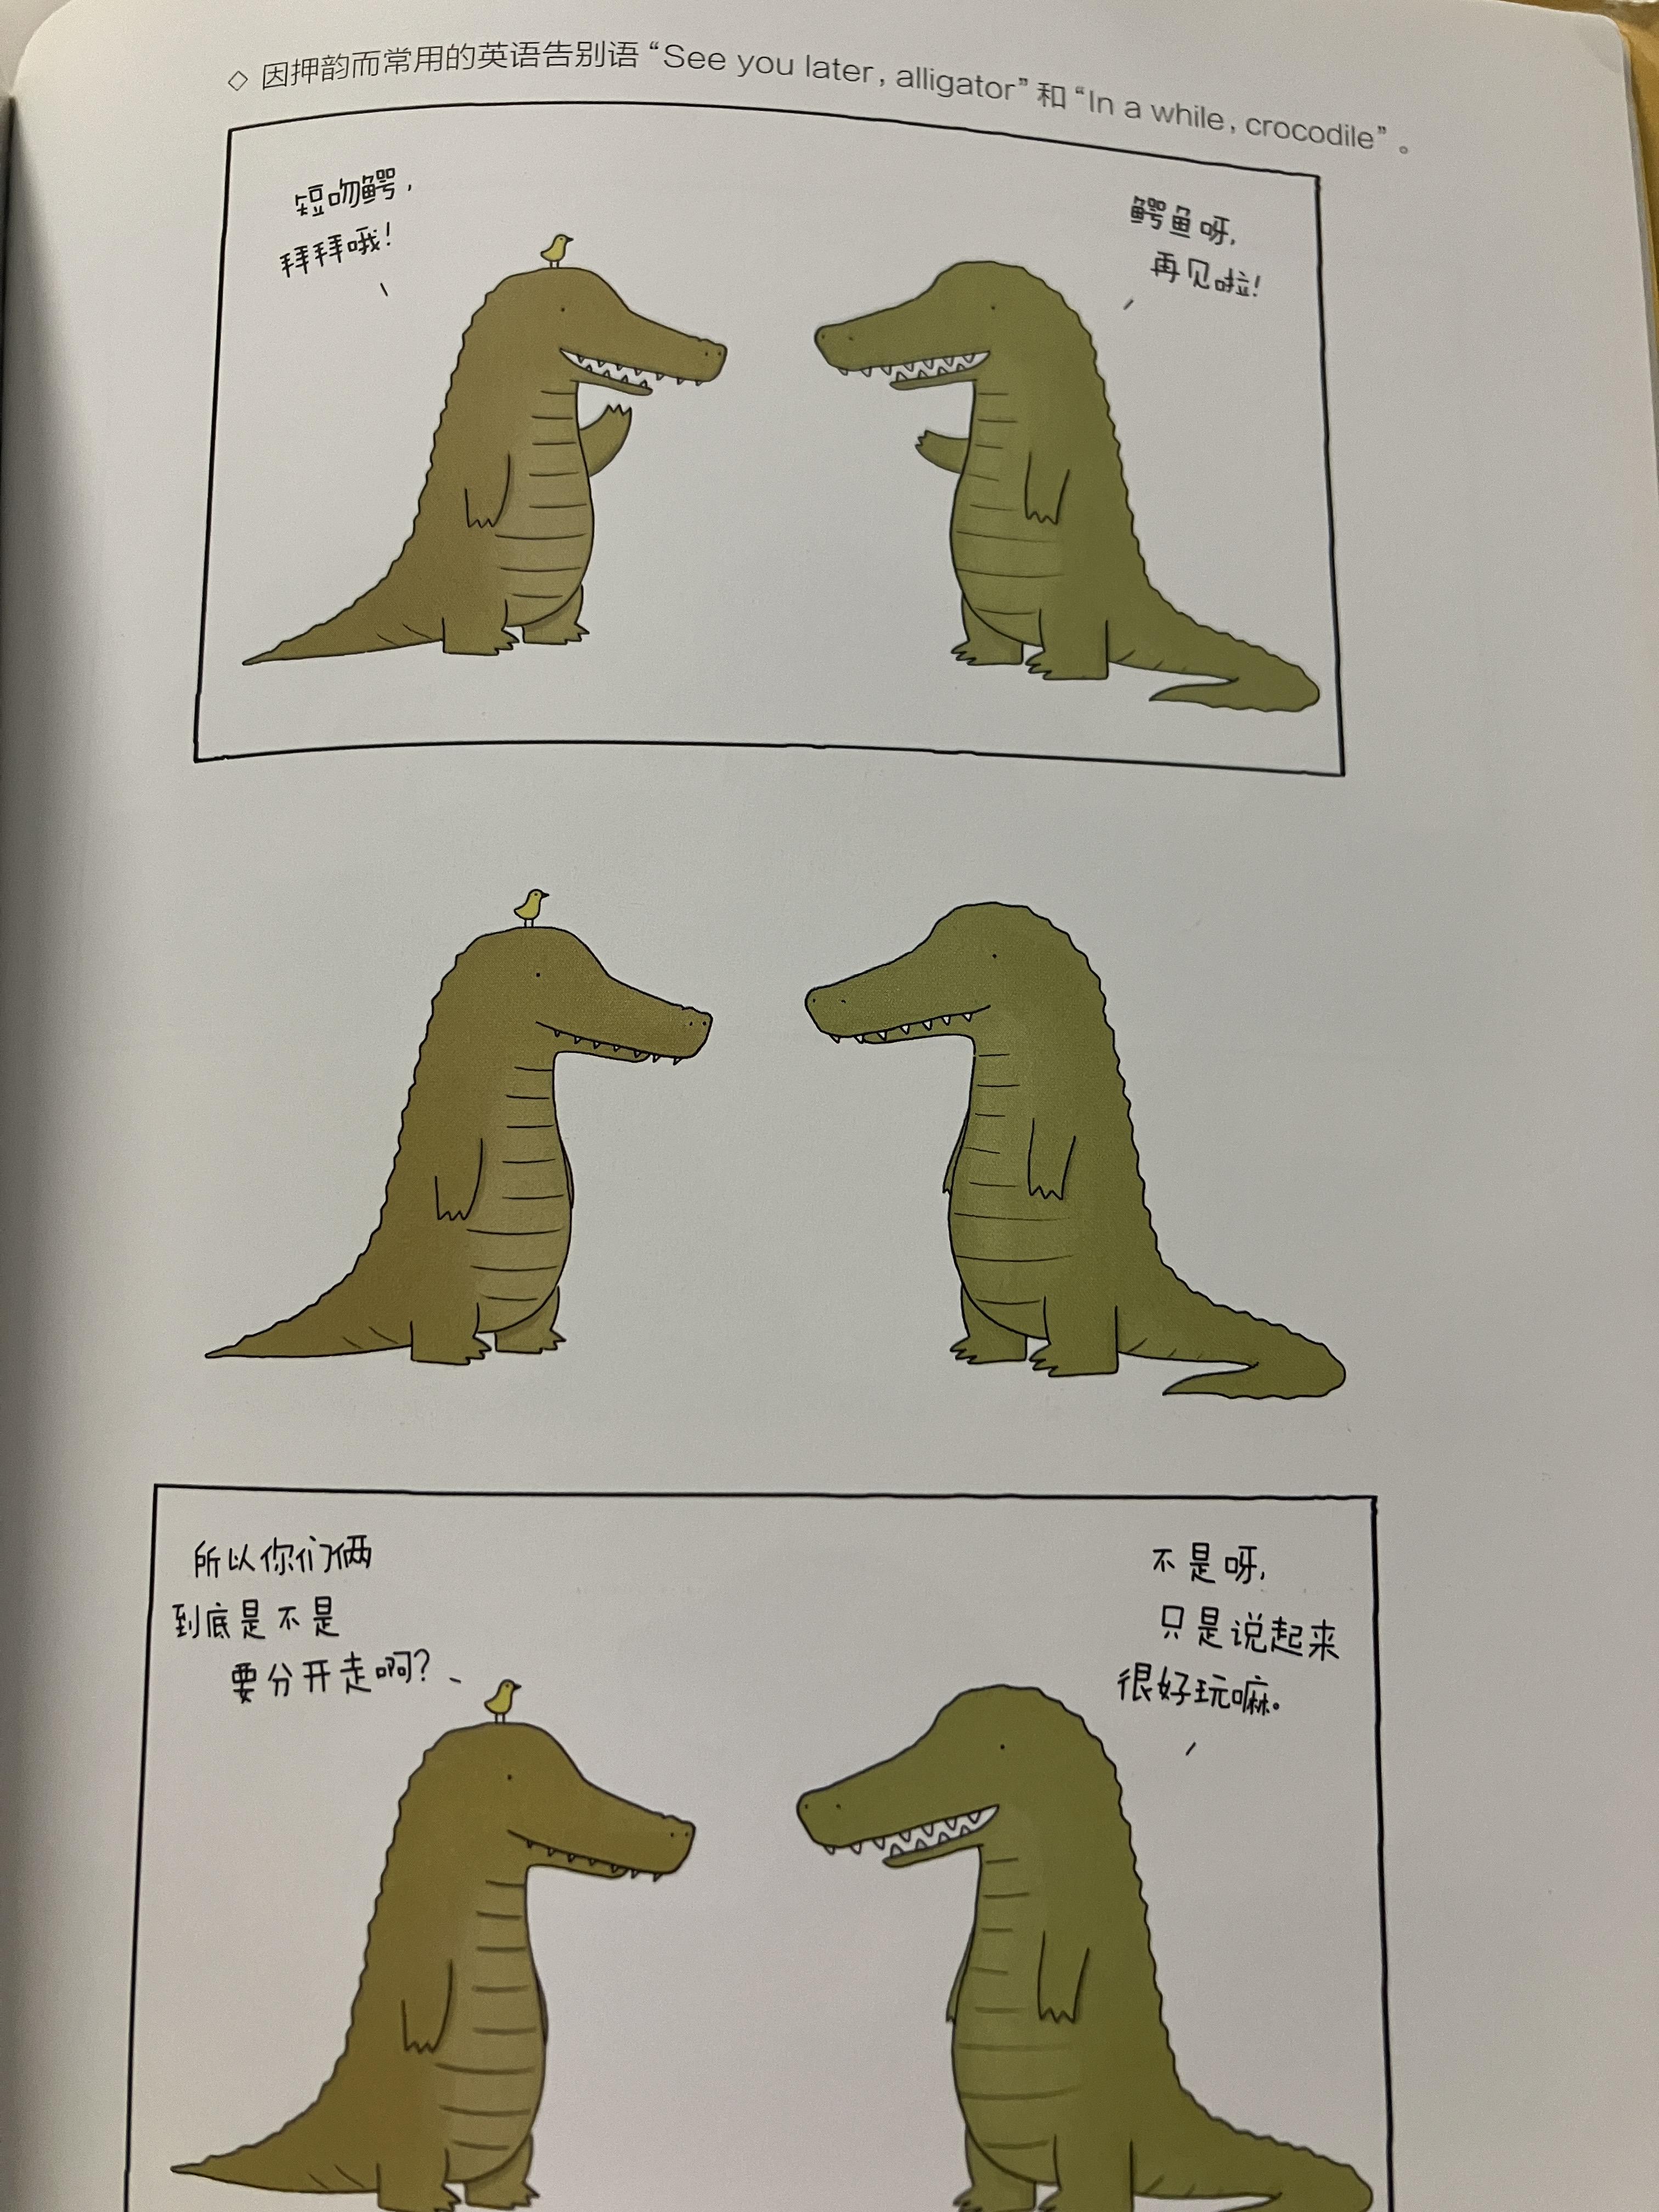 ◇ 因押韵而常用的英语告别语“See you later, alligator”和“In a while, crocodile”。
短吻鳄，
拜拜哦！
鳄鱼呀，
再见啦！
所以你们俩
到底是不是
要分开走啊？
不是呀，
只是说起来
很好玩嘛。